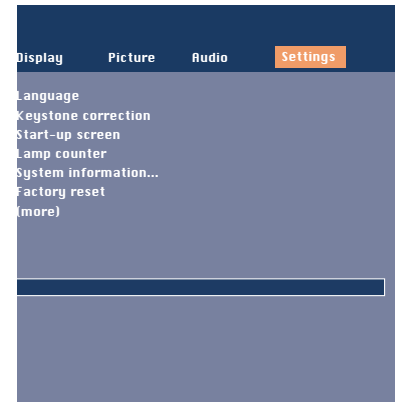 Display Picture Audio Settings
Language
Keystone correction
Start-up screen
Lamp counter
System information...
Factory reset
(more)